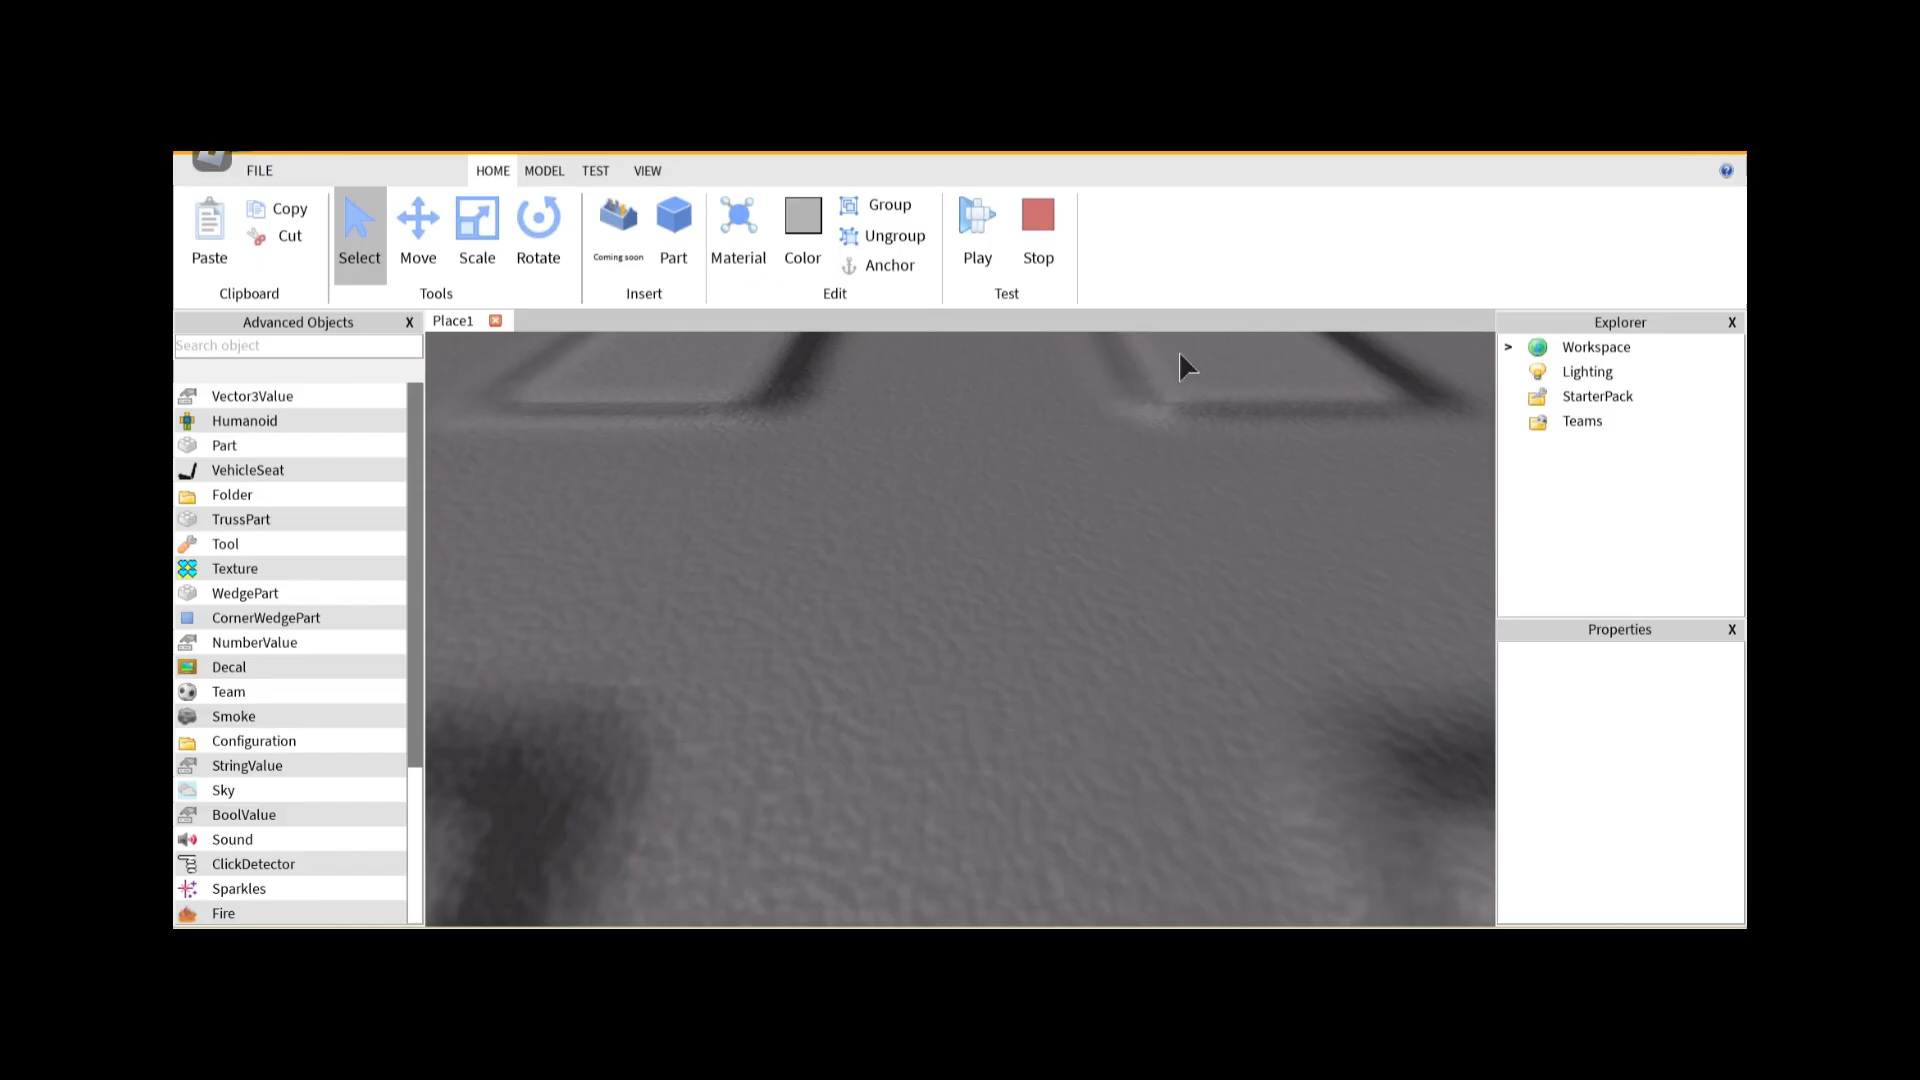 FILE
HOME MODEL TEST VIEW
Paste
Copy
Cut
Clipboard
Select Move Scale Rotate
Tools
Coming soon Part
Insert
Material Color
Group
Ungroup
Anchor
Edit
Play Stop
Test
Advanced Objects X
Search object
Vector3Value
Humanoid
Part
VehicleSeat
Folder
TrussPart
Tool
Texture
WedgePart
CornerWedgePart
NumberValue
Decal
Team
Smoke
Configuration
StringValue
Sky
BoolValue
Sound
ClickDetector
Sparkles
Fire
Place1
Explorer X
> Workspace
Lighting
StarterPack
Teams
Properties X